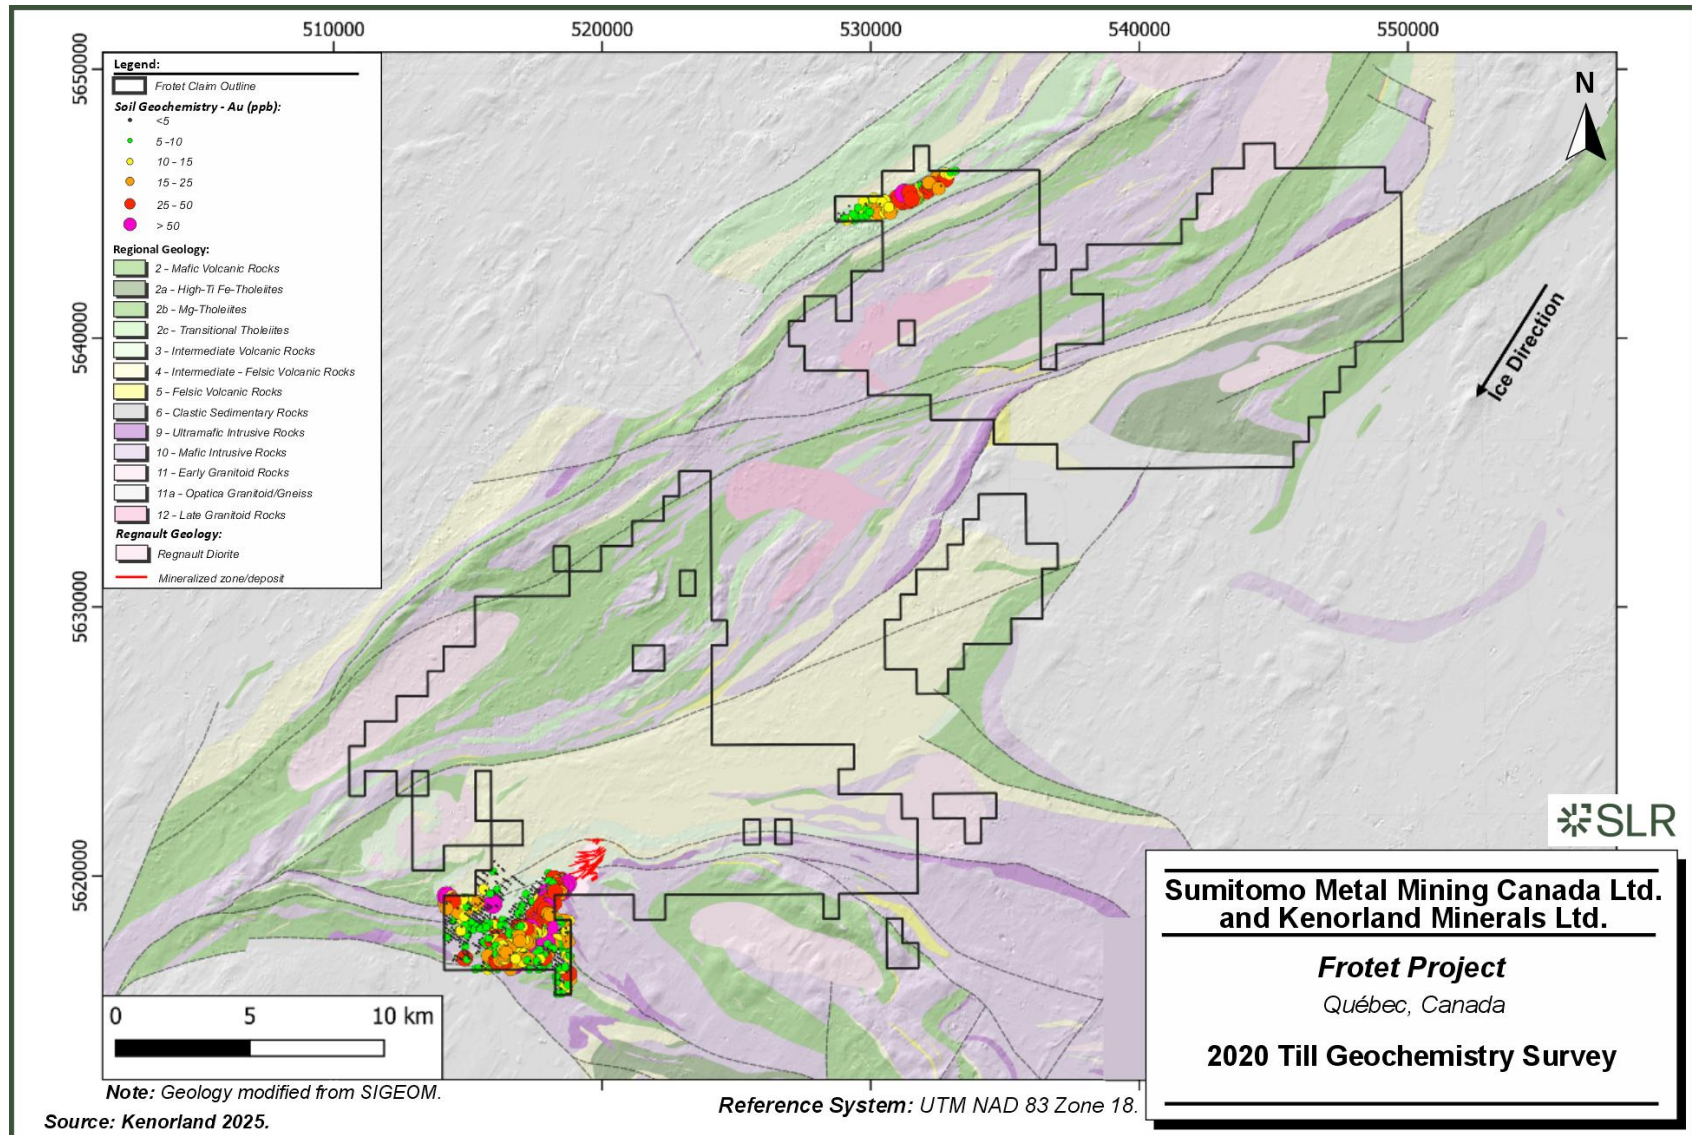 510000
520000
530000
540000
550000
5650000
5640000
5630000
5620000
Legend:
Frotet Claim Outline
Soil Geochemistry - Au (ppb):
<5
5 -10
10 - 15
15 - 25
25 - 50
> 50
Regional Geology:
2 - Mafic Volcanic Rocks
2a - High-Ti Fe-Tholeiites
2b - Mg-Tholeiites
2c - Transitional Tholeiites
3 - Intermediate Volcanic Rocks
4 - Intermediate - Felsic Volcanic Rocks
5 - Felsic Volcanic Rocks
6 - Clastic Sedimentary Rocks
9 - Ultramafic Intrusive Rocks
10 - Mafic Intrusive Rocks
11 - Early Granitoid Rocks
11a - Opatica Granitoid/Gneiss
12 - Late Granitoid Rocks
Regnault Geology:
Regnault Diorite
Mineralized zone/deposit
N
Ice Direction
SLR
Sumitomo Metal Mining Canada Ltd.
and Kenorland Minerals Ltd.
Frotet Project
Québec, Canada
2020 Till Geochemistry Survey
0 5 10 km
Note: Geology modified from SIGEOM.
Reference System: UTM NAD 83 Zone 18.
Source: Kenorland 2025.